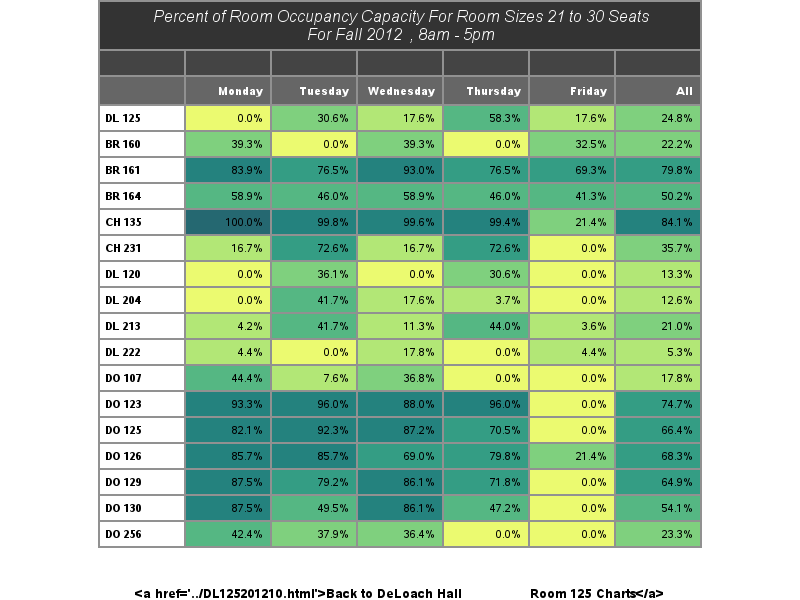 Percent of Room Occupancy Capacity For Room Sizes 21 to 30 Seats
For Fall 2012 , 8am - 5pm
Monday Tuesday Wednesday Thursday Friday All
DL 125 0.0% 30.6% 17.6% 58.3% 17.6% 24.8%
BR 160 39.3% 0.0% 39.3% 0.0% 32.5% 22.2%
BR 161 83.9% 76.5% 93.0% 76.5% 69.3% 79.8%
BR 164 58.9% 46.0% 58.9% 46.0% 41.3% 50.2%
CH 135 100.0% 99.8% 99.6% 99.4% 21.4% 84.1%
CH 231 16.7% 72.6% 16.7% 72.6% 0.0% 35.7%
DL 120 0.0% 36.1% 0.0% 30.6% 0.0% 13.3%
DL 204 0.0% 41.7% 17.6% 3.7% 0.0% 12.6%
DL 213 4.2% 41.7% 11.3% 44.0% 3.6% 21.0%
DL 222 4.4% 0.0% 17.8% 0.0% 4.4% 5.3%
DO 107 44.4% 7.6% 36.8% 0.0% 0.0% 17.8%
DO 123 93.3% 96.0% 88.0% 96.0% 0.0% 74.7%
DO 125 82.1% 92.3% 87.2% 70.5% 0.0% 66.4%
DO 126 85.7% 85.7% 69.0% 79.8% 21.4% 68.3%
DO 129 87.5% 79.2% 86.1% 71.8% 0.0% 64.9%
DO 130 87.5% 49.5% 86.1% 47.2% 0.0% 54.1%
DO 256 42.4% 37.9% 36.4% 0.0% 0.0% 23.3%
<a href='../DL125201210.html'>Back to DeLoach Hall Room 125 Charts</a>